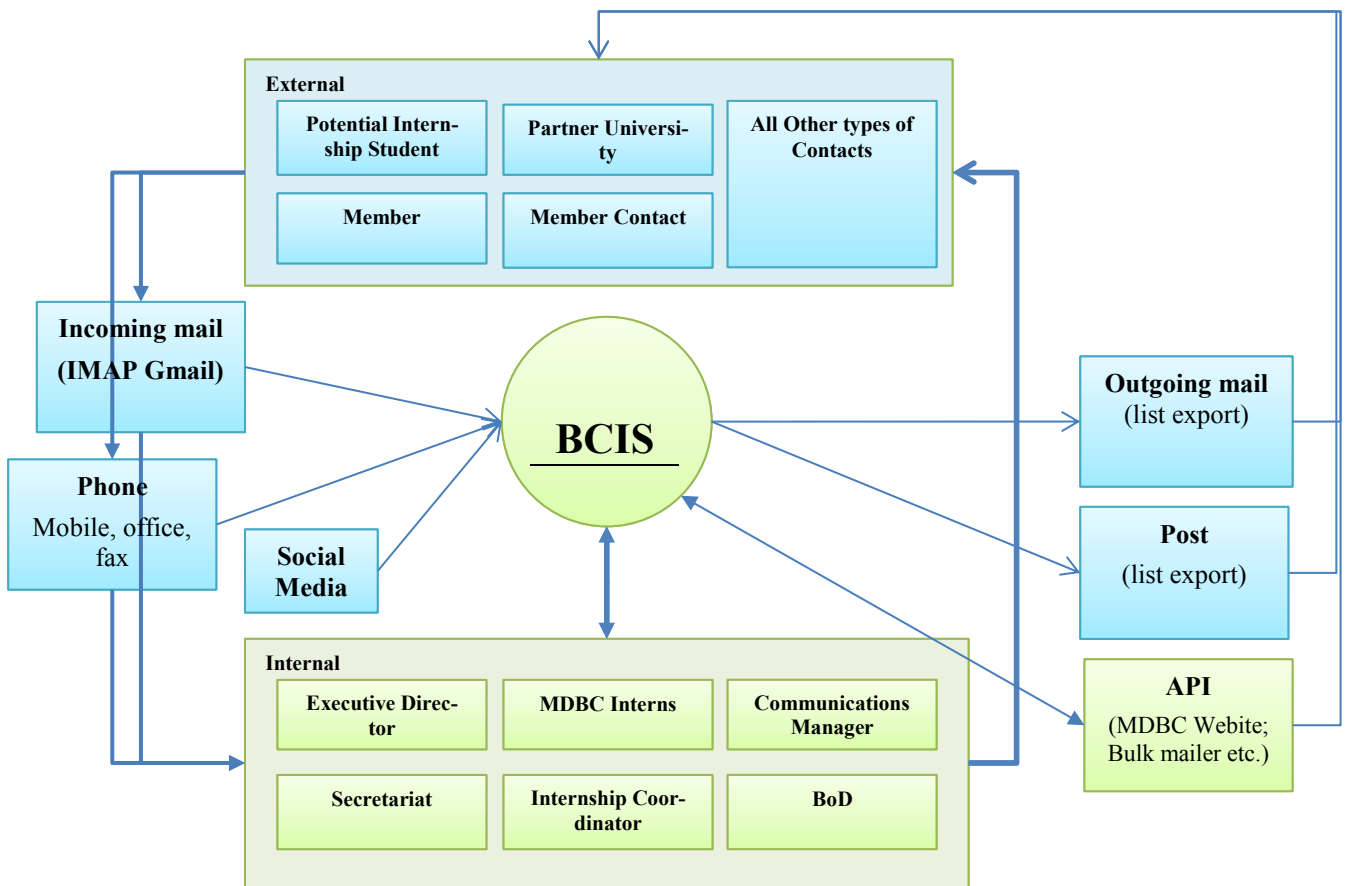 External
Potential Intern-
ship Student
Partner Universi-
ty
All Other types of
Contacts
Member
Member Contact
Incoming mail
(IMAP Gmail)
Phone
Mobile, office,
fax
Social
Media
BCIS
Outgoing mail
(list export)
Post
(list export)
API
(MDBC Webite;
Bulk mailer etc.)
Internal
Executive Direc-
tor
MDBC Interns
Communications
Manager
Secretariat
Internship Coor-
dinator
BoD